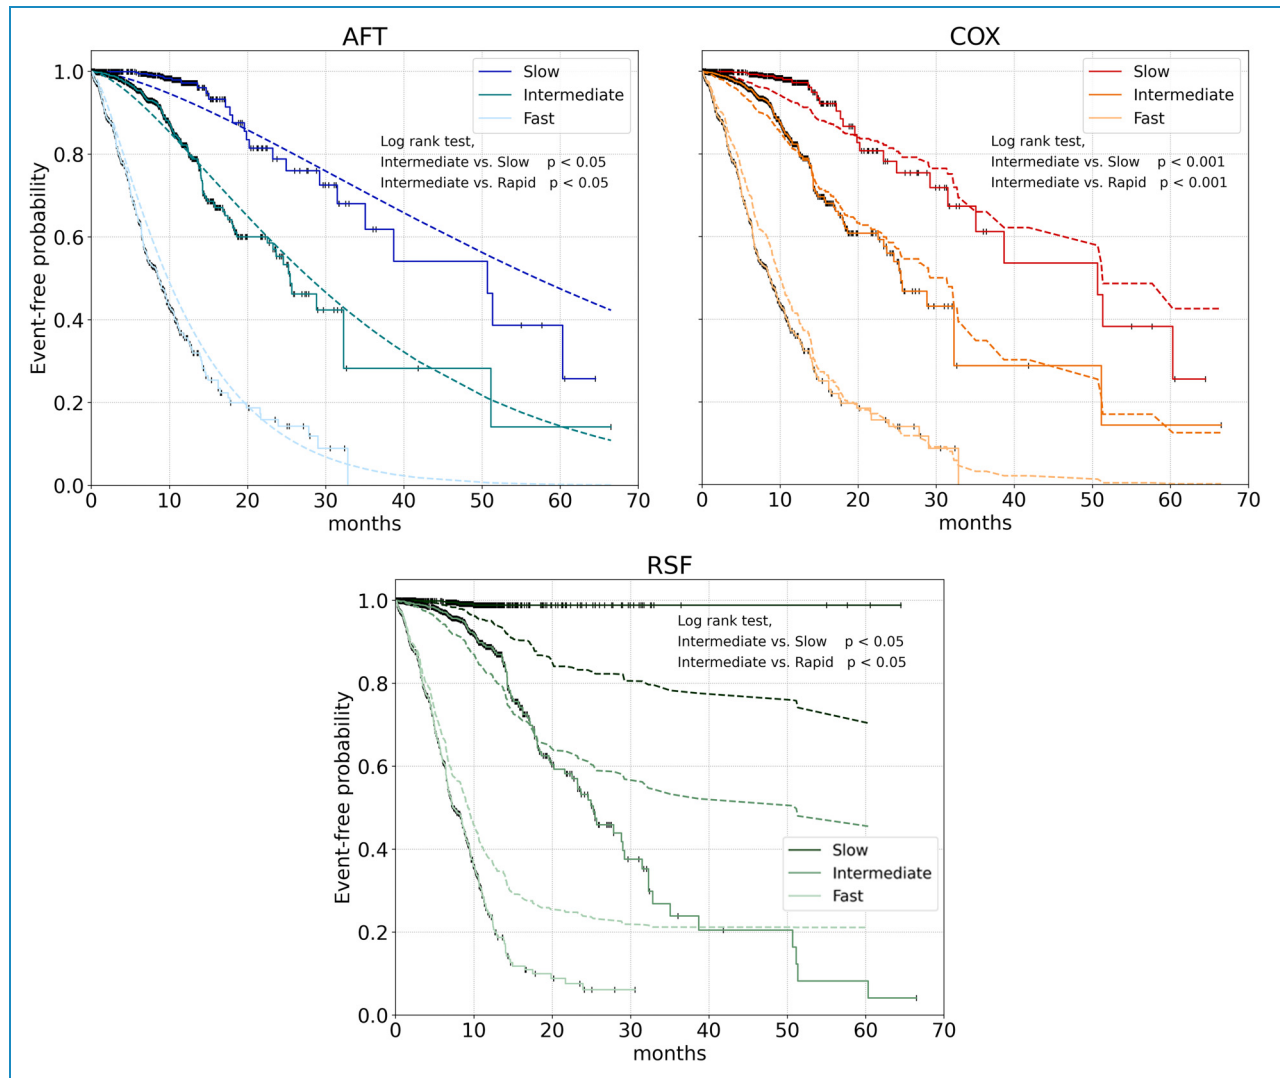 AFT
Event-free probability
1.0
0.8
0.6
0.4
0.2
0.0
Slow
Intermediate
Fast
Log rank test,
Intermediate vs. Slow p < 0.05
Intermediate vs. Rapid p < 0.05
0 10 20 30 40 50 60 70
months
COX
Slow
Intermediate
Fast
Log rank test,
Intermediate vs. Slow p < 0.001
Intermediate vs. Rapid p < 0.001
0 10 20 30 40 50 60 70
months
RSF
Event-free probability
1.0
0.8
0.6
0.4
0.2
0.0
Log rank test,
Intermediate vs. Slow p < 0.05
Intermediate vs. Rapid p < 0.05
Slow
Intermediate
Fast
0 10 20 30 40 50 60 70
months